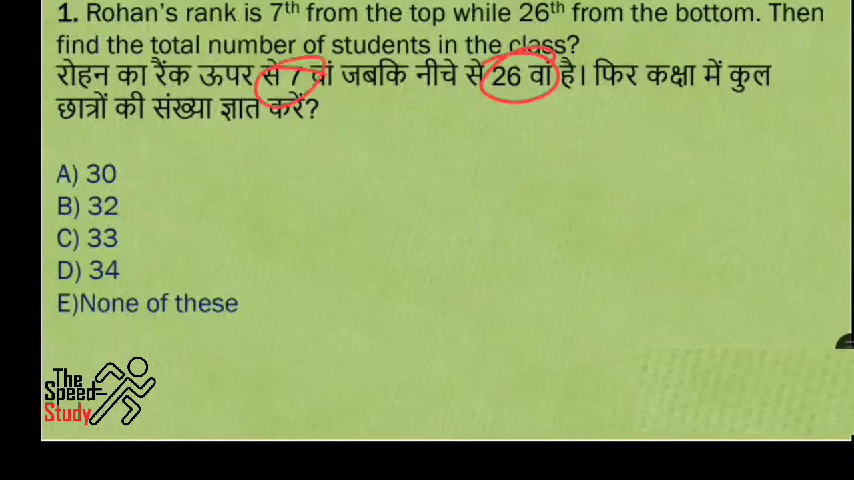 1. Rohan's rank is 7th from the top while 26th from the bottom. Then
find the total number of students in the class?
रोहन का रैंक ऊपर से 7 वां जबकि नीचे से 26 वां है। फिर कक्षा में कुल
छात्रों की संख्या ज्ञात करें?
A) 30
B) 32
C) 33
D) 34
E)None of these
The
Speed
Study